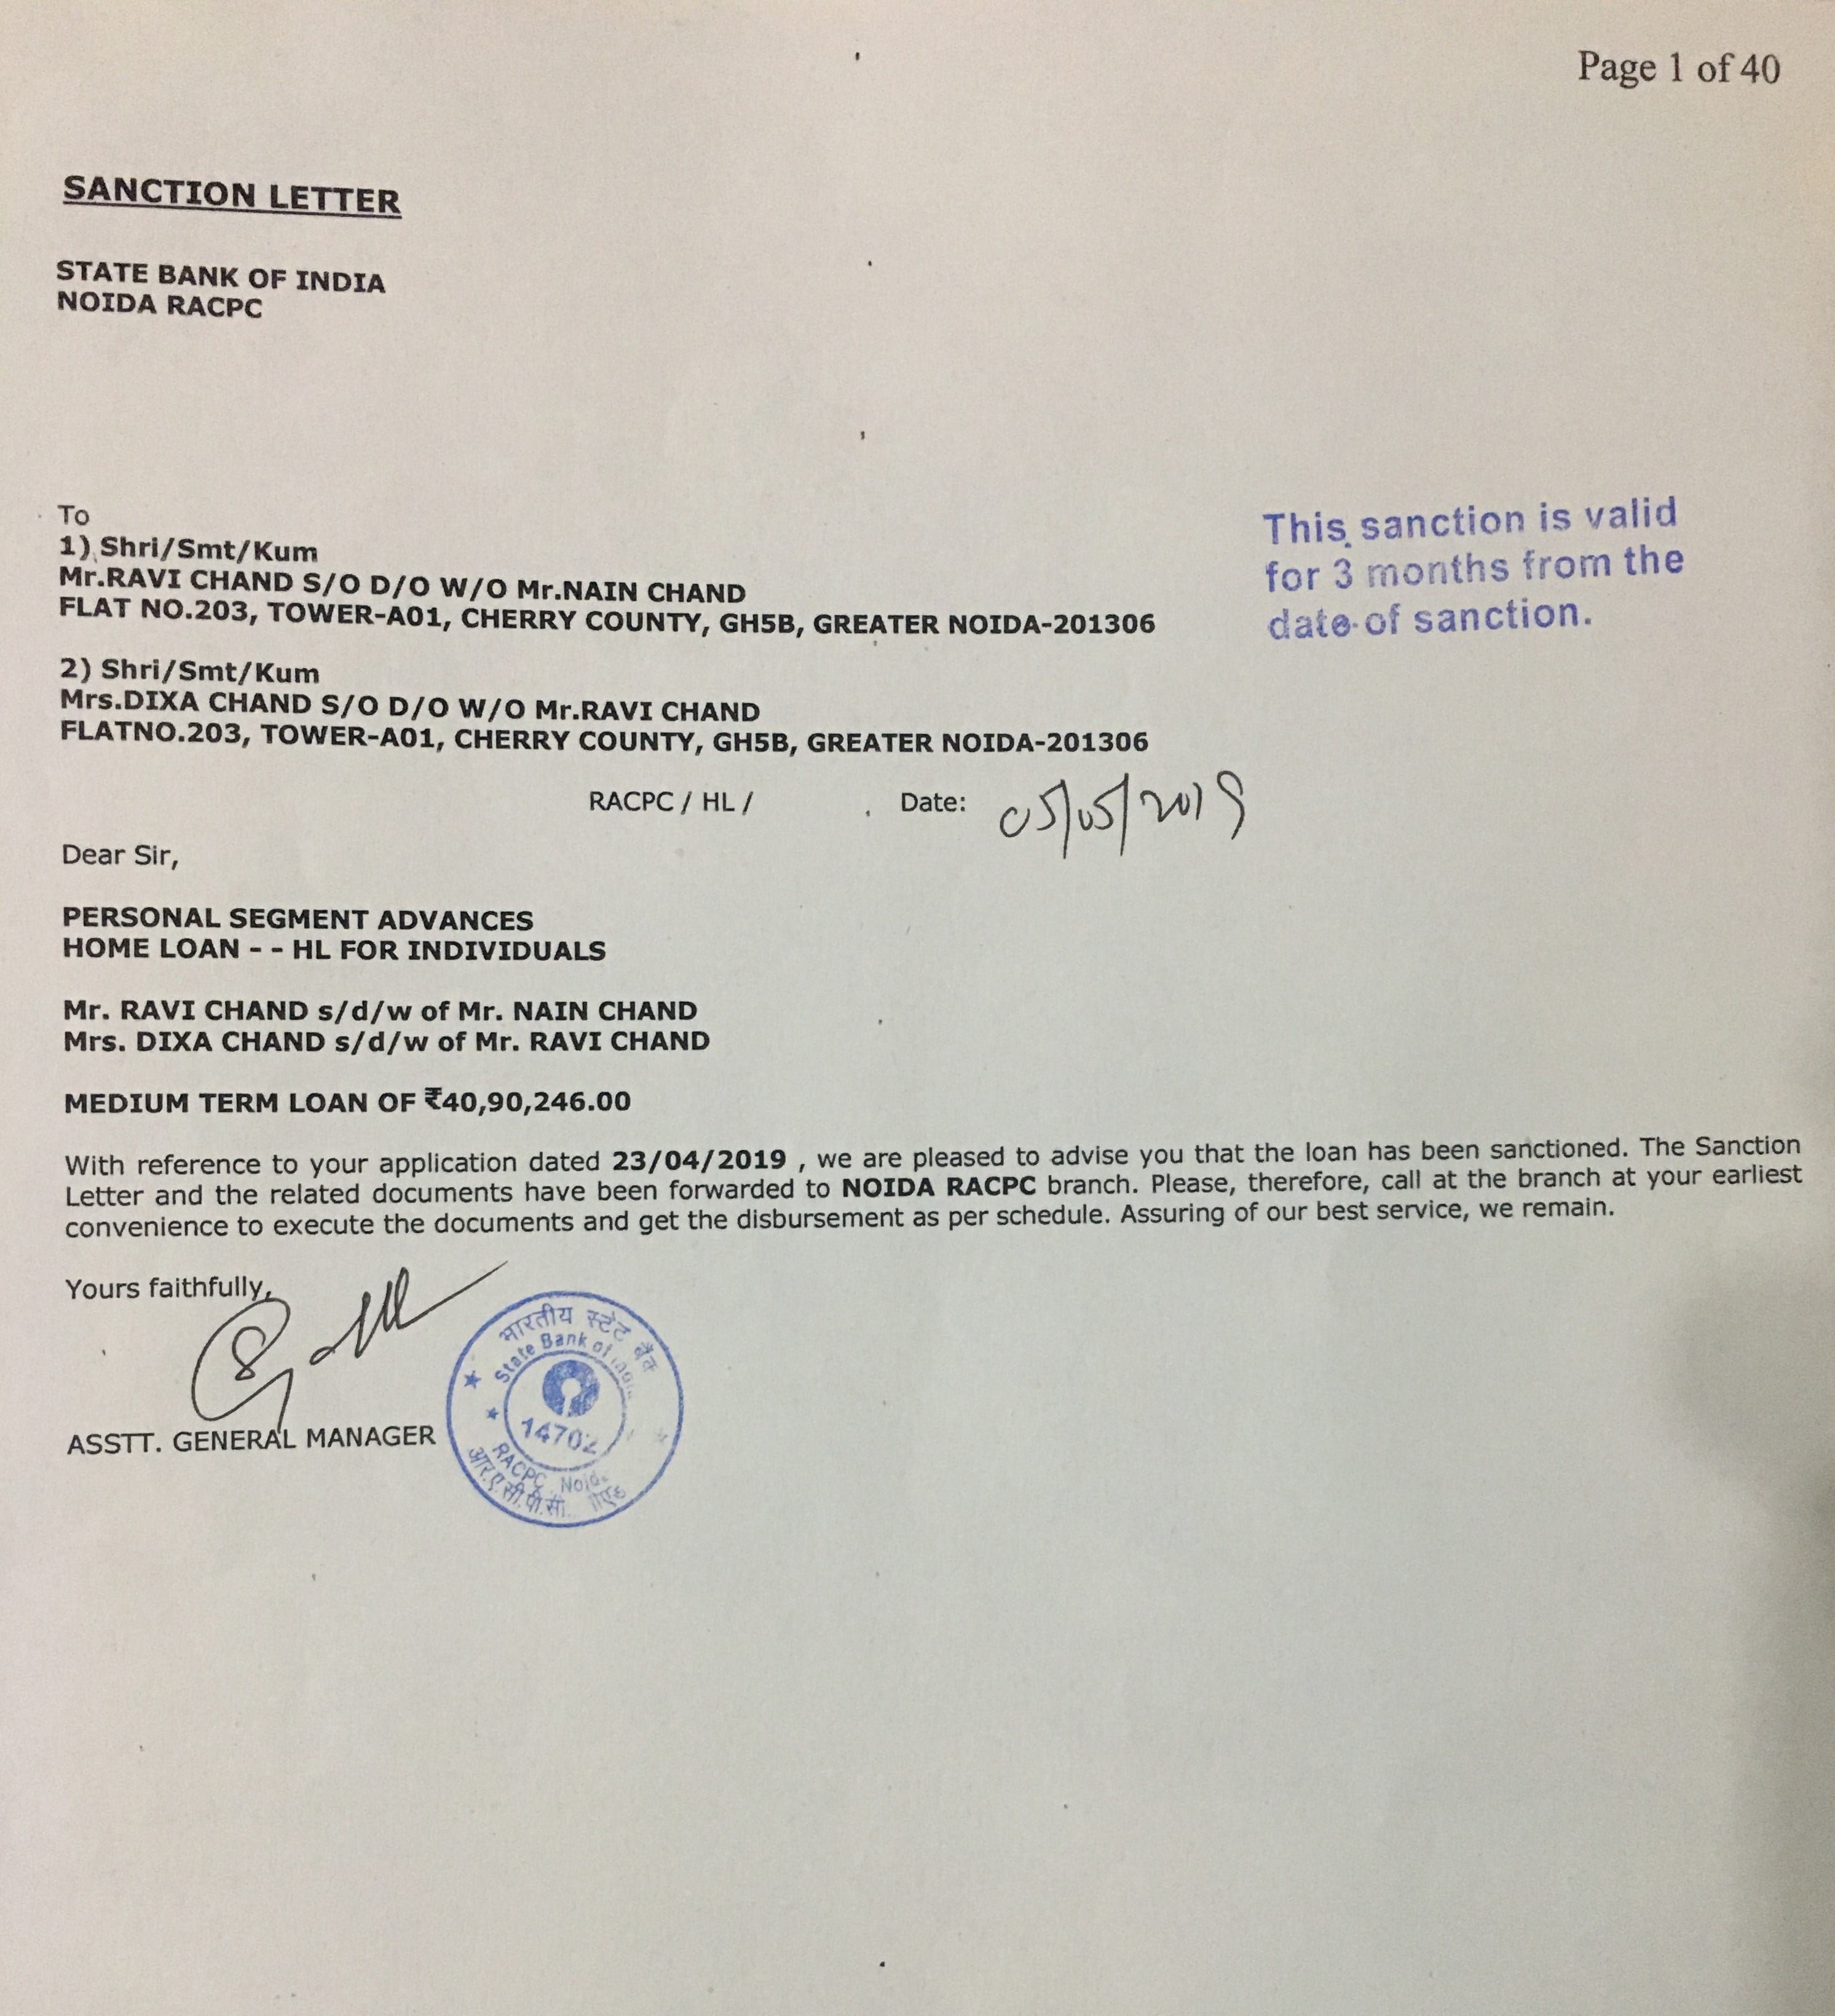 Page 1 of 40
SANCTION LETTER
STATE BANK OF INDIA
NOIDA RACPC
To
1) Shri/Smt/Kum
Mr.RAVI CHAND S/O D/O W/O Mr.NAIN CHAND
FLAT NO.203, TOWER-A01, CHERRY COUNTY, GH5B, GREATER NOIDA-201306
This sanction is valid
for 3 months from the
date of sanction.
2) Shri/Smt/Kum
Mrs.DIXA CHAND S/O D/O W/O Mr.RAVI CHAND
FLATNO.203, TOWER-A01, CHERRY COUNTY, GH5B, GREATER NOIDA-201306
RACPC / HL / Date: 05/05/2019
Dear Sir,
PERSONAL SEGMENT ADVANCES
HOME LOAN - - HL FOR INDIVIDUALS
Mr. RAVI CHAND s/d/w of Mr. NAIN CHAND
Mrs. DIXA CHAND s/d/w of Mr. RAVI CHAND
MEDIUM TERM LOAN OF ₹40,90,246.00
With reference to your application dated 23/04/2019 , we are pleased to advise you that the loan has been sanctioned. The Sanction
Letter and the related documents have been forwarded to NOIDA RACPC branch. Please, therefore, call at the branch at your earliest
convenience to execute the documents and get the disbursement as per schedule. Assuring of our best service, we remain.
Yours faithfully,
ASSTT. GENERAL MANAGER
भारतीय स्टेट बैंक
State Bank of
14702
RACPC
आर.ए.सी.पी.सी.